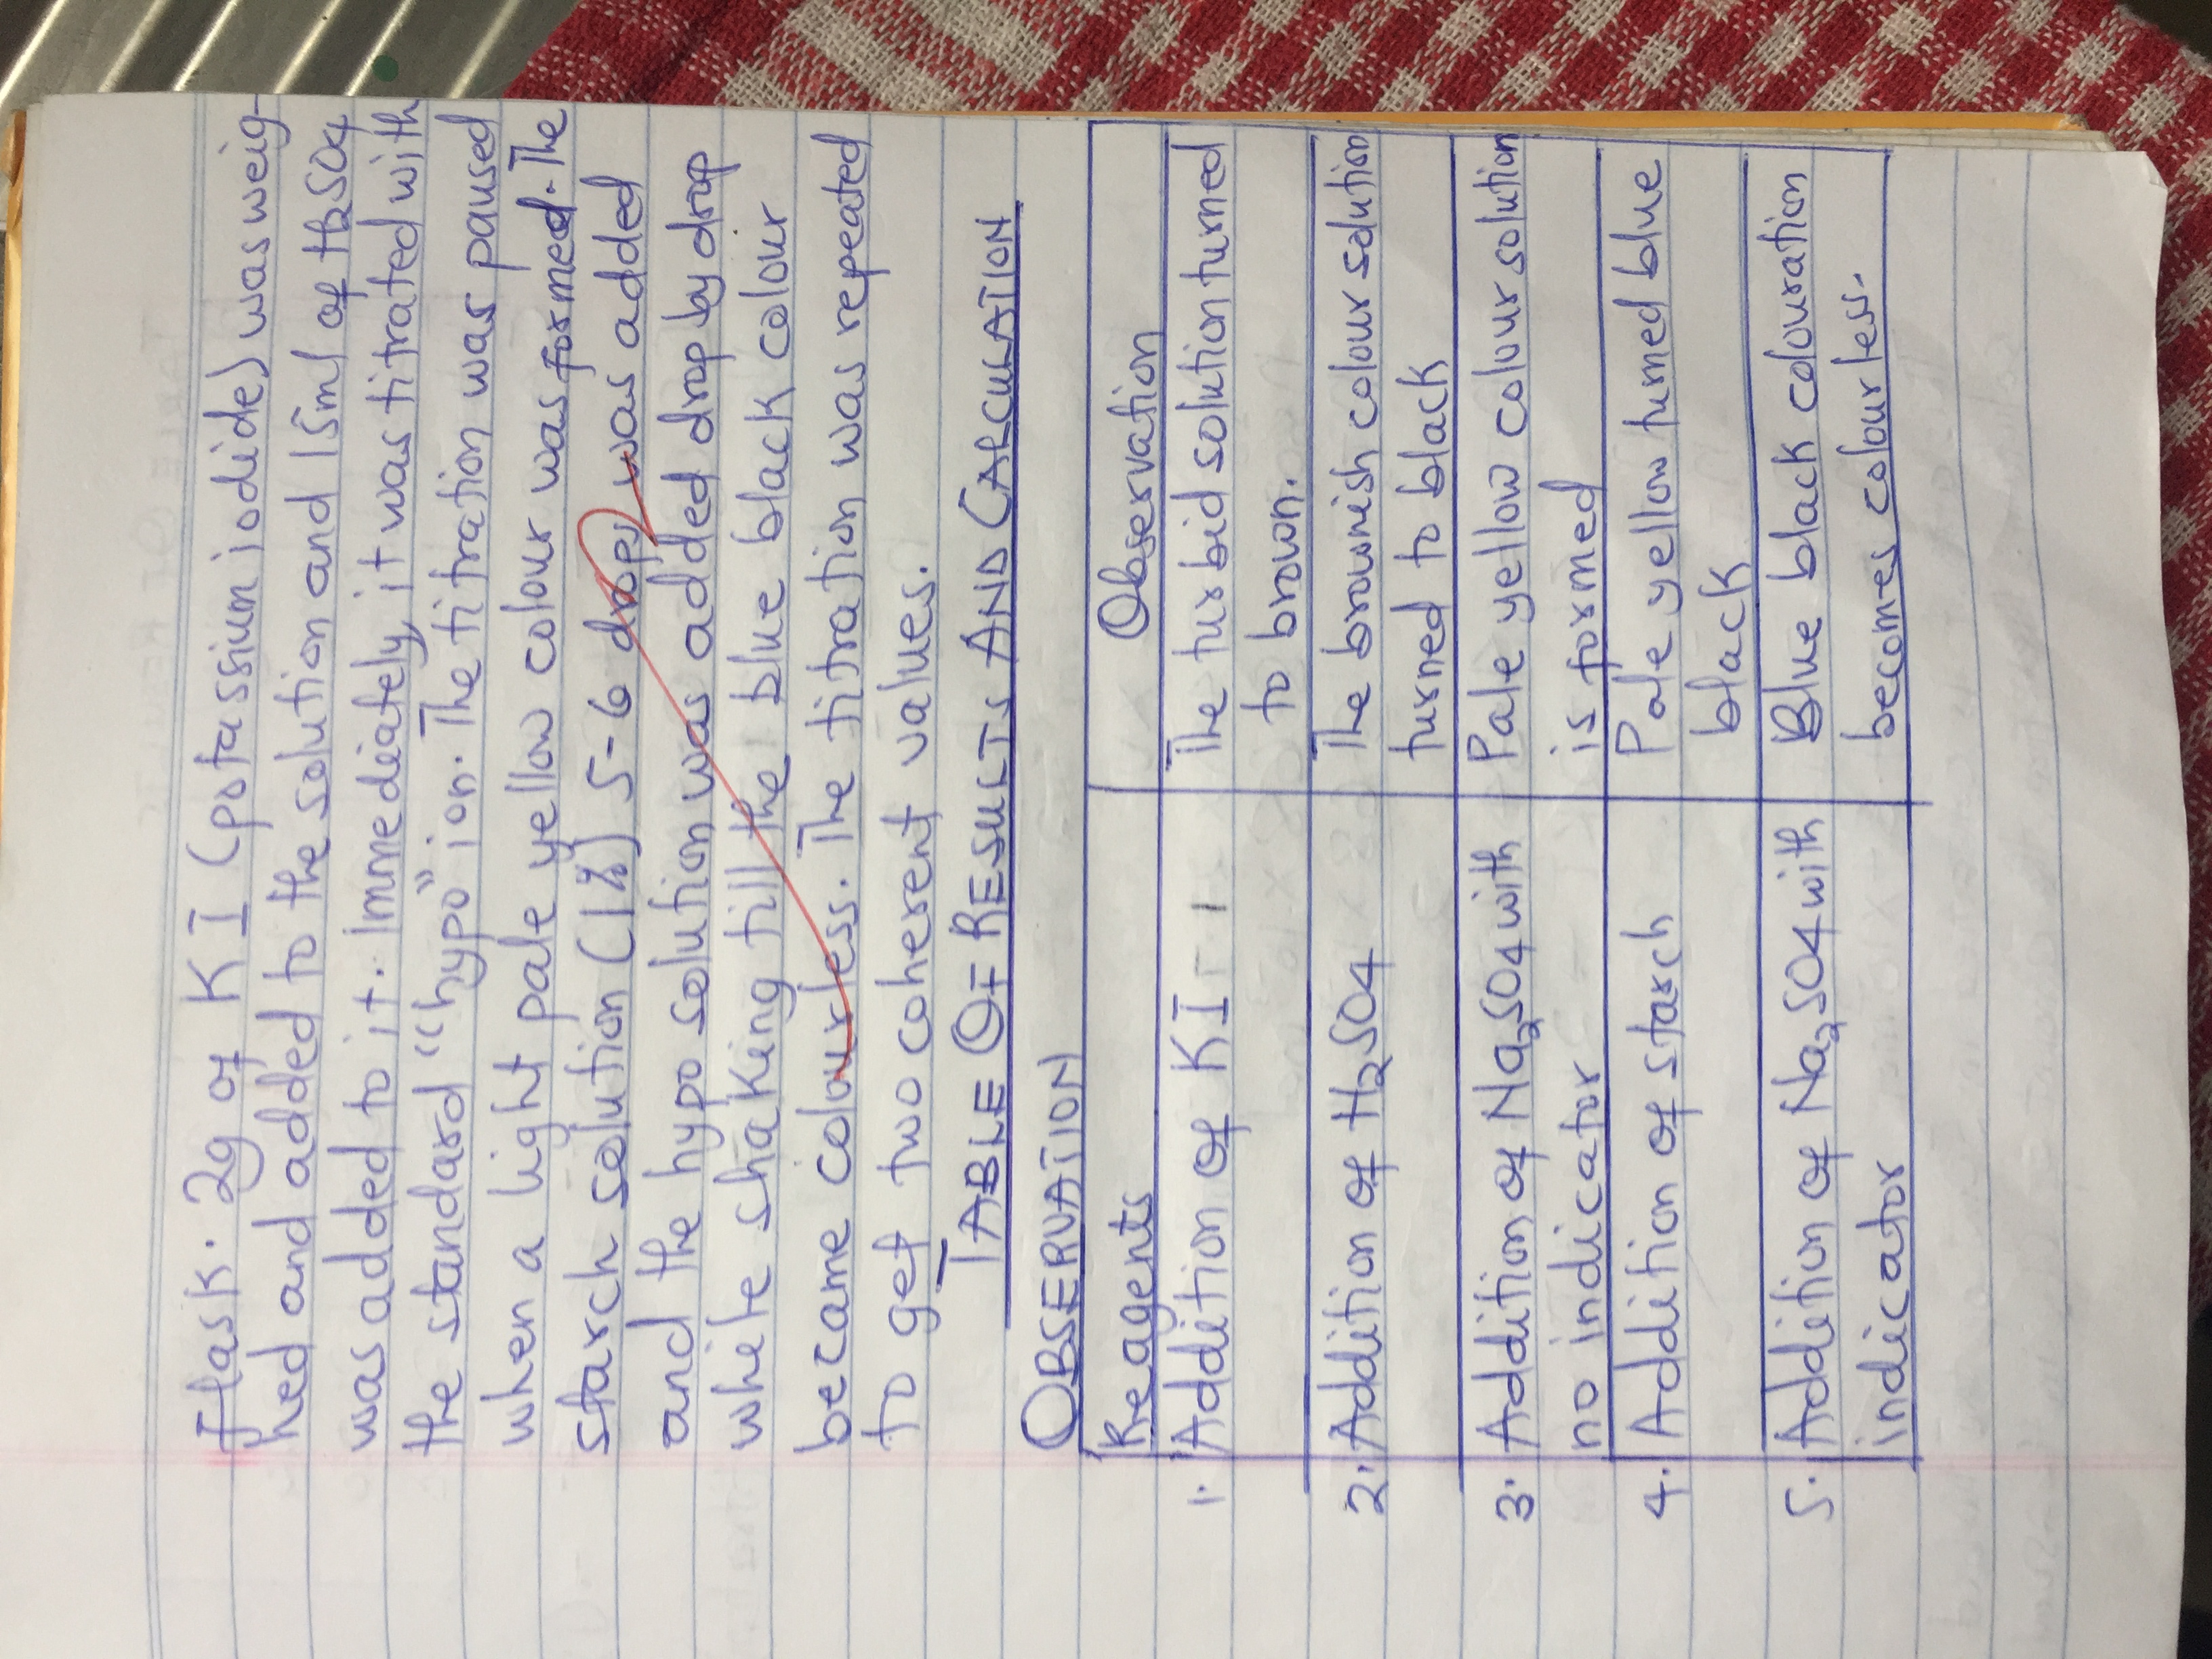 flask. 2g of KI (potassium iodide) was weig-
hed and added to the solution and 15ml of H₂SO₄
was added to it. Immediately, it was titrated with
the standard "hypo" ion. The titration was paused
when a light pale yellow colour was formed. The
starch solution (1%) 5-6 drops was added
and the hypo solution was added drop by drop
while shaking till the blue black colour
became colourless. The titration was repeated
to get two coherent values.
TABLE OF RESULTS AND CALCULATION
OBSERVATION
Reagents Observation
1. Addition of KI - 1 The turbid solution turned
to brown.
2. Addition of H₂SO₄ The brownish colour solution
turned to black
3. Addition of Na₂SO₄ with Pale yellow colour solution
no indicator is formed
4. Addition of starch Pale yellow turned blue
black
5. Addition of Na₂SO₄ with Blue black colouration
indicator becomes colourless.